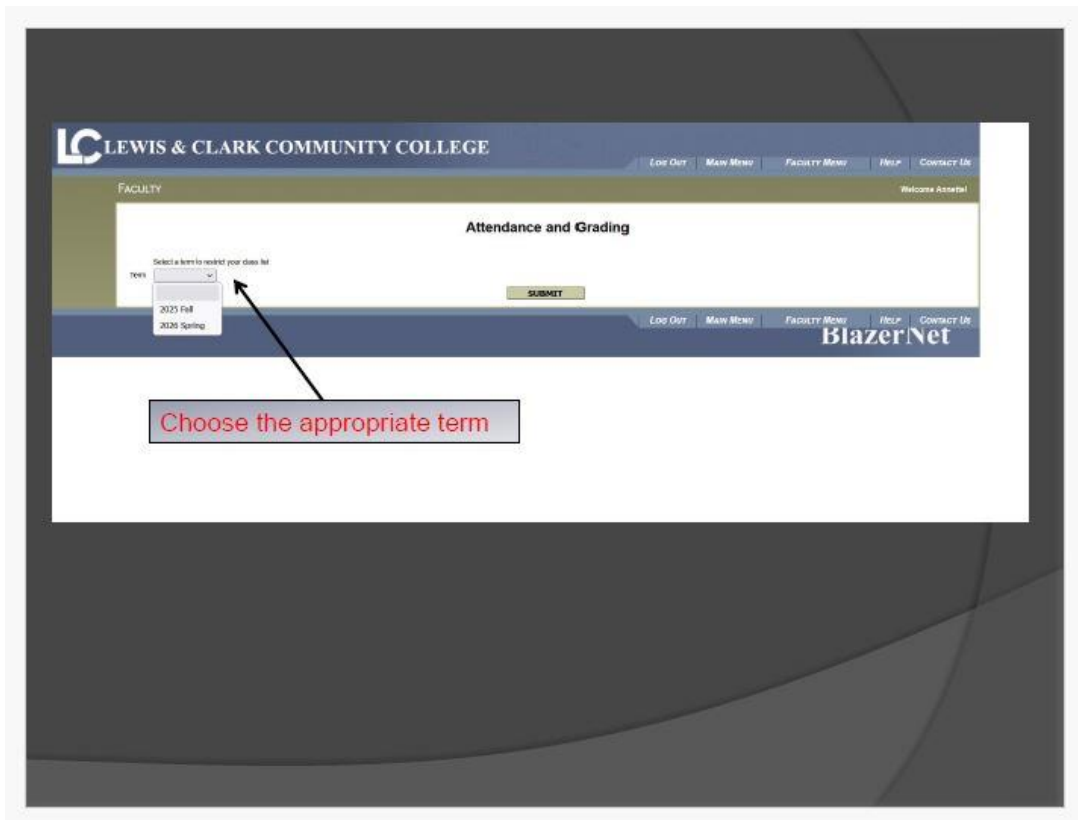 LC LEWIS & CLARK COMMUNITY COLLEGE
LOG OUT MAIN MENU FACULTY MENU HELP CONTACT US
FACULTY Welcome Annette!
Attendance and Grading
Select a term to restrict your class list
Term
SUBMIT
2025 Fall
2026 Spring
LOG OUT MAIN MENU FACULTY MENU HELP CONTACT US
BlazerNet
Choose the appropriate term